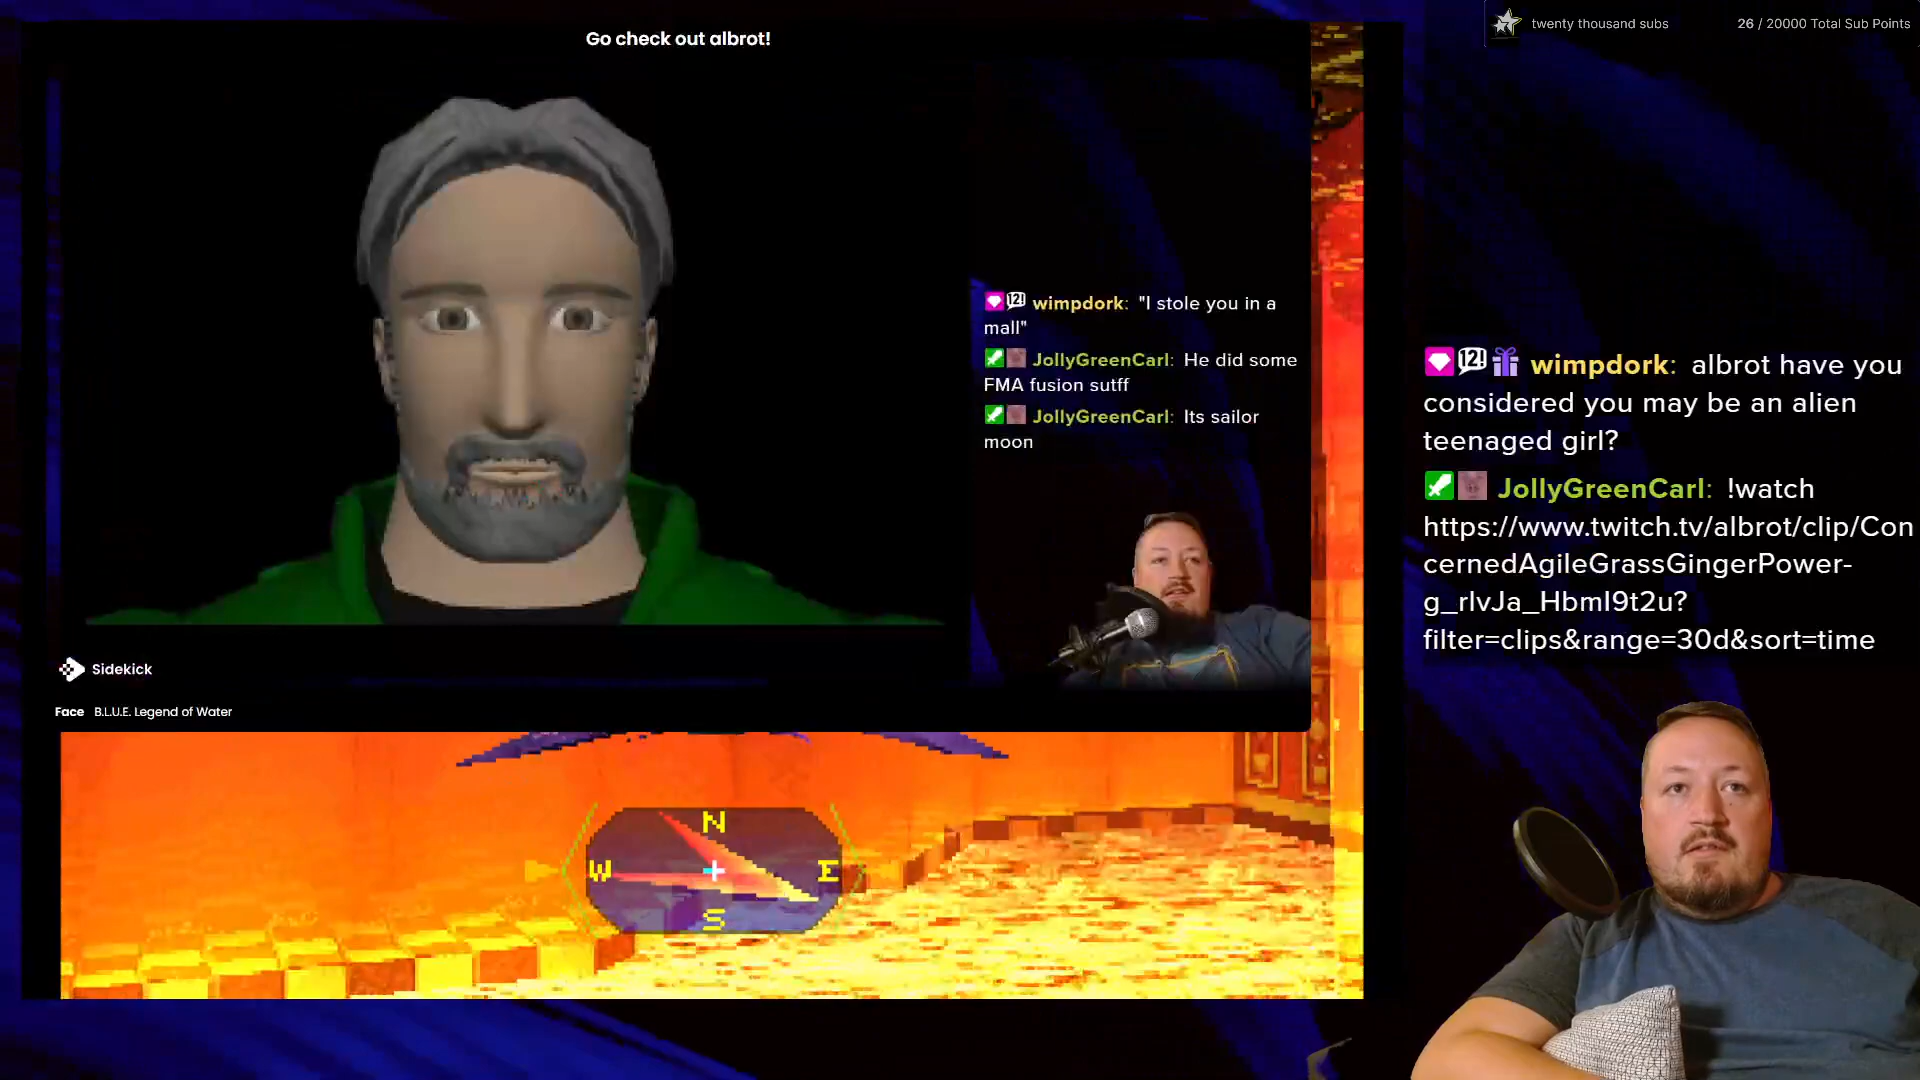 twenty thousand subs 26 / 20000 Total Sub Points
Go check out albrot!
wimpdork: "I stole you in a
mall"
JollyGreenCarl: He did some
FMA fusion sutff
JollyGreenCarl: Its sailor
moon
Sidekick
Face B.L.U.E. Legend of Water
N
W E
S
12! wimpdork: albrot have you
considered you may be an alien
teenaged girl?
JollyGreenCarl: !watch
https://www.twitch.tv/albrot/clip/Con
cernedAgileGrassGingerPower-
g_rIvJa_HbmI9t2u?
filter=clips&range=30d&sort=time